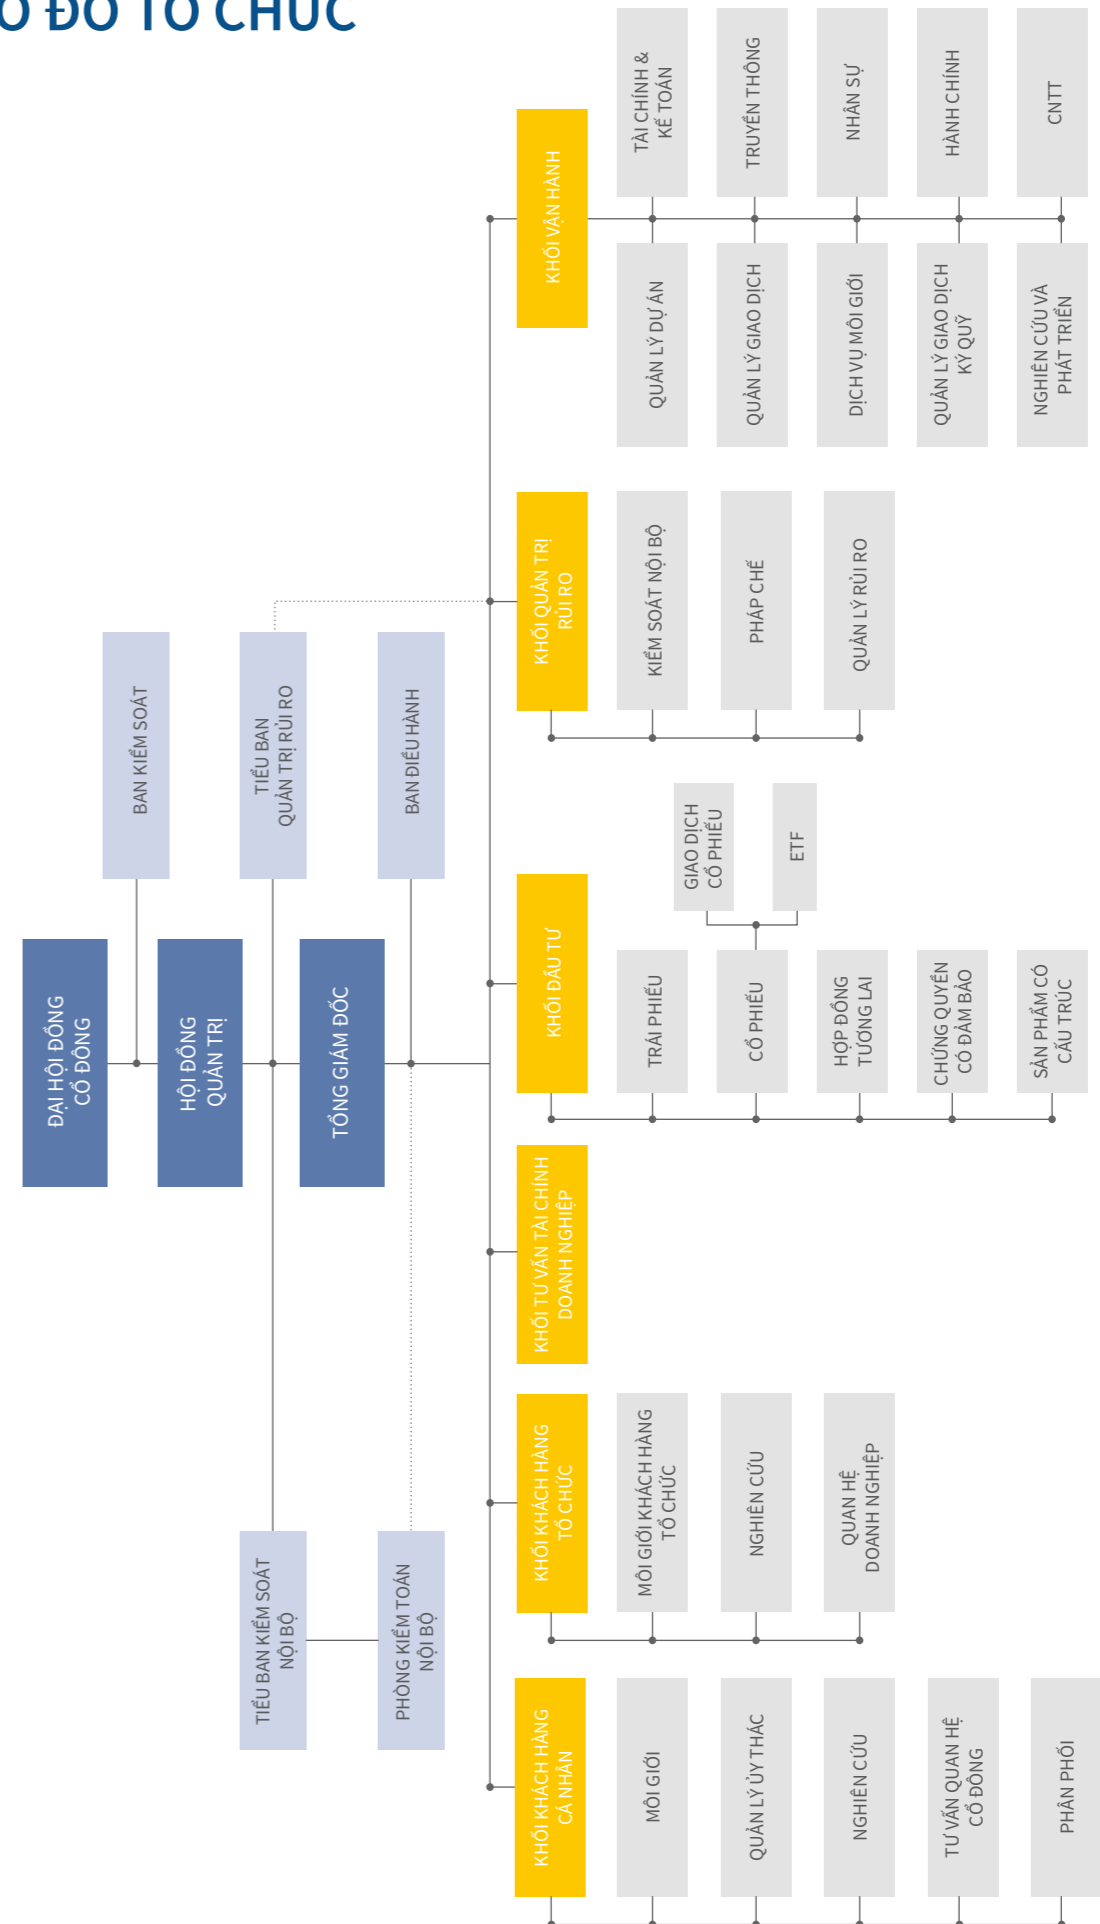 Ơ ĐỒ TỔ CHỨC
ĐẠI HỘI ĐỒNG
CỔ ĐÔNG
BAN KIỂM SOÁT
HỘI ĐỒNG
QUẢN TRỊ
TIỂU BAN KIỂM SOÁT
NỘI BỘ
TIỂU BAN
QUẢN TRỊ RỦI RO
TỔNG GIÁM ĐỐC
PHÒNG KIỂM TOÁN
NỘI BỘ
BAN ĐIỀU HÀNH
KHỐI KHÁCH HÀNG
CÁ NHÂN
MÔI GIỚI
QUẢN LÝ ỦY THÁC
NGHIÊN CỨU
TƯ VẤN QUAN HỆ
CỔ ĐÔNG
PHÂN PHỐI
KHỐI KHÁCH HÀNG
TỔ CHỨC
MÔI GIỚI KHÁCH HÀNG
TỔ CHỨC
NGHIÊN CỨU
QUAN HỆ
DOANH NGHIỆP
KHỐI TƯ VẤN TÀI CHÍNH
DOANH NGHIỆP
KHỐI ĐẦU TƯ
TRÁI PHIẾU
CỔ PHIẾU
GIAO DỊCH
CỔ PHIẾU
ETF
HỢP ĐỒNG
TƯƠNG LAI
CHỨNG QUYỀN
CÓ ĐẢM BẢO
SẢN PHẨM CÓ
CẤU TRÚC
KHỐI QUẢN TRỊ
RỦI RO
KIỂM SOÁT NỘI BỘ
PHÁP CHẾ
QUẢN LÝ RỦI RO
KHỐI VẬN HÀNH
QUẢN LÝ DỰ ÁN
TÀI CHÍNH &
KẾ TOÁN
QUẢN LÝ GIAO DỊCH
TRUYỀN THÔNG
DỊCH VỤ MÔI GIỚI
NHÂN SỰ
QUẢN LÝ GIAO DỊCH
KÝ QUỸ
HÀNH CHÍNH
NGHIÊN CỨU VÀ
PHÁT TRIỂN
CNTT